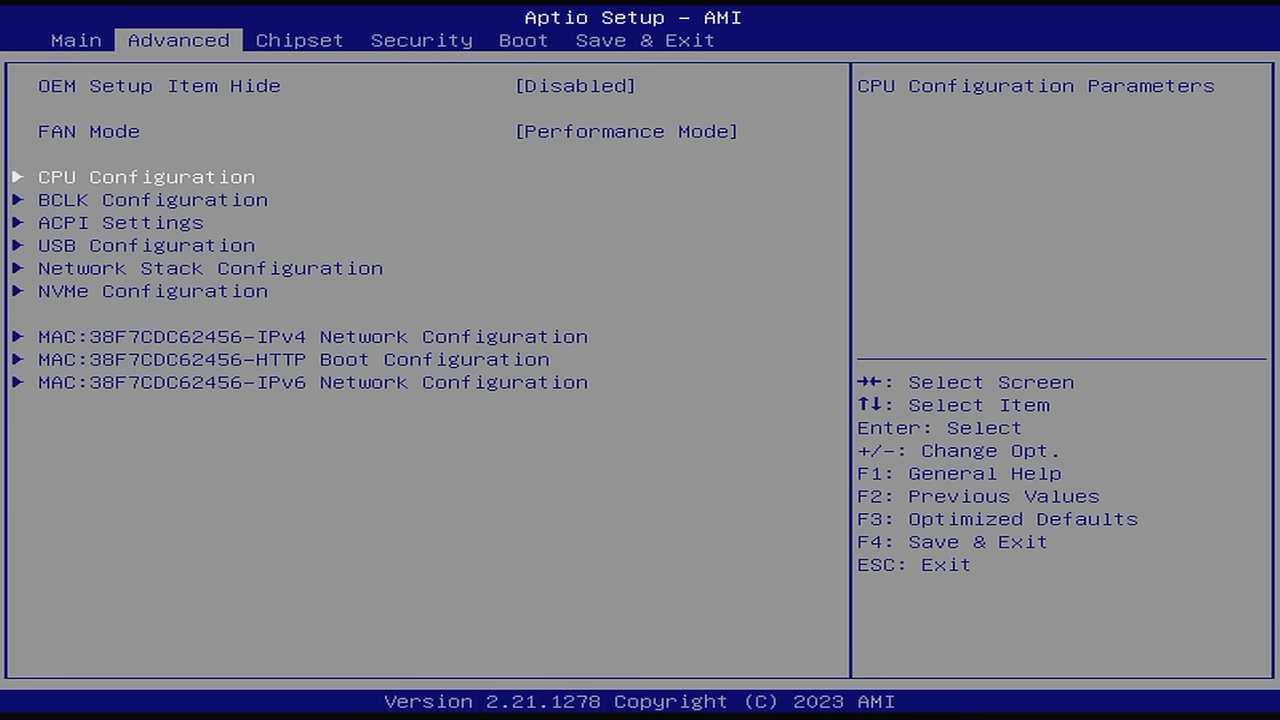 Aptio Setup – AMI
Main Advanced Chipset Security Boot Save & Exit
OEM Setup Item Hide [Disabled] CPU Configuration Parameters
FAN Mode [Performance Mode]
► CPU Configuration
► BCLK Configuration
► ACPI Settings
► USB Configuration
► Network Stack Configuration
► NVMe Configuration
► MAC:38F7CDC62456-IPv4 Network Configuration
► MAC:38F7CDC62456-HTTP Boot Configuration
► MAC:38F7CDC62456-IPv6 Network Configuration
→←: Select Screen
↑↓: Select Item
Enter: Select
+/-: Change Opt.
F1: General Help
F2: Previous Values
F3: Optimized Defaults
F4: Save & Exit
ESC: Exit
Version 2.21.1278 Copyright (C) 2023 AMI